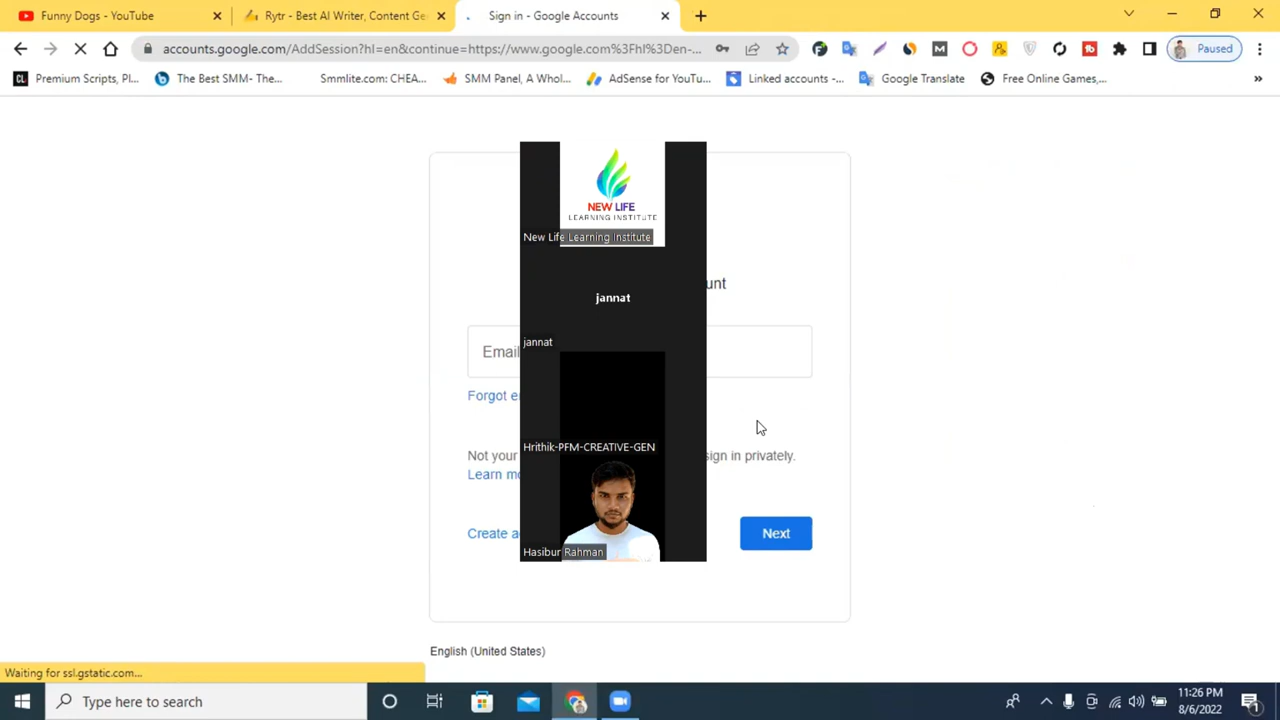 Funny Dogs - YouTube
Rytr - Best AI Writer, Content Ge
Sign in - Google Accounts
accounts.google.com/AddSession?hl=en&continue=https://www.google.com%3Fhl%3Den-...
Paused
CL Premium Scripts, Pl...
The Best SMM- The...
Smmlite.com: CHEA...
SMM Panel, A Whol...
AdSense for YouTu...
Linked accounts -...
Google Translate
Free Online Games,...
NEW LIFE
LEARNING INSTITUTE
New Life Learning Institute
unt
jannat
jannat
Email
Forgot e
Hrithik-PFM-CREATIVE-GEN
Not your
sign in privately.
Learn mo
Create a
Next
Hasibur Rahman
English (United States)
Waiting for ssl.gstatic.com...
Type here to search
11:26 PM
8/6/2022
1